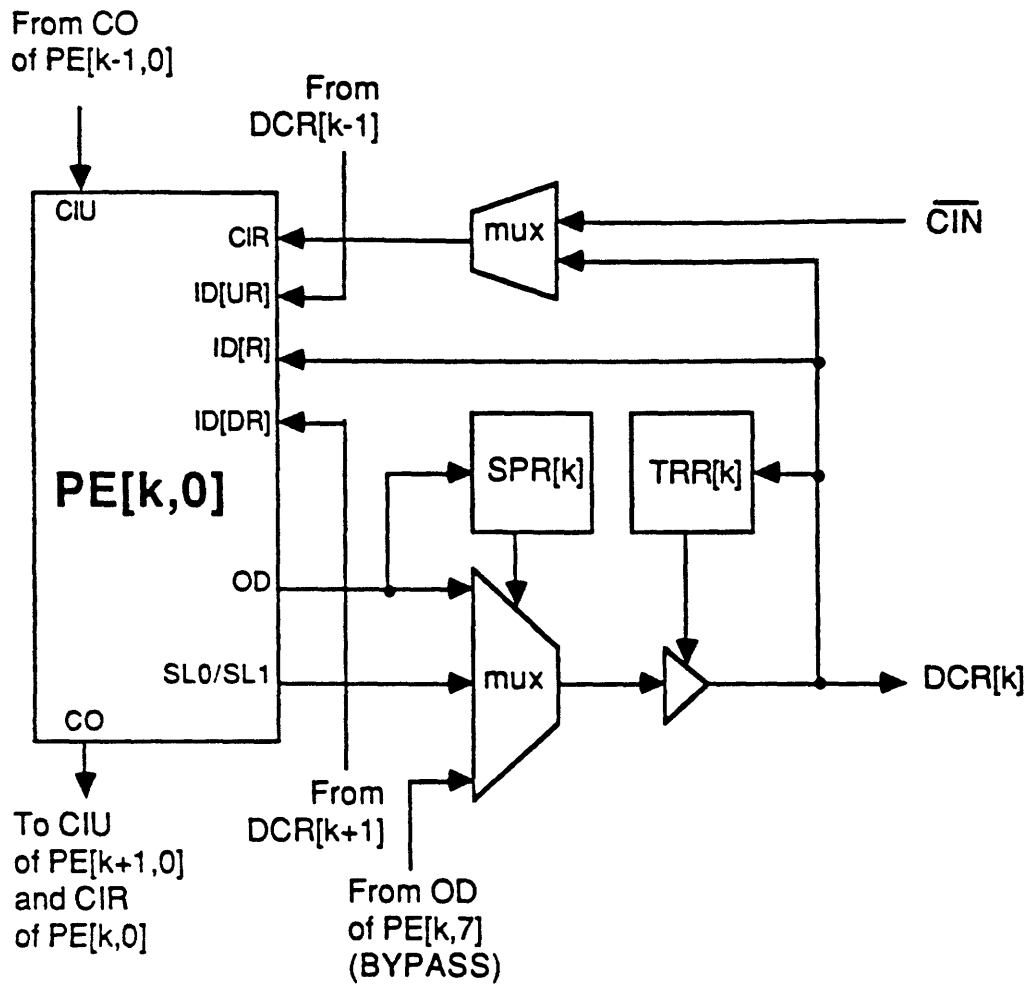 From CO
of PE[k-1,0]
From
DCR[k-1]
CIU
CIR
mux
CIN
ID[UR]
ID[R]
ID[DR]
SPR[k]
TRR[k]
PE[k,0]
OD
SL0/SL1
mux
DCR[k]
CO
From
DCR[k+1]
To CIU
of PE[k+1,0]
and CIR
of PE[k,0]
From OD
of PE[k,7]
(BYPASS)